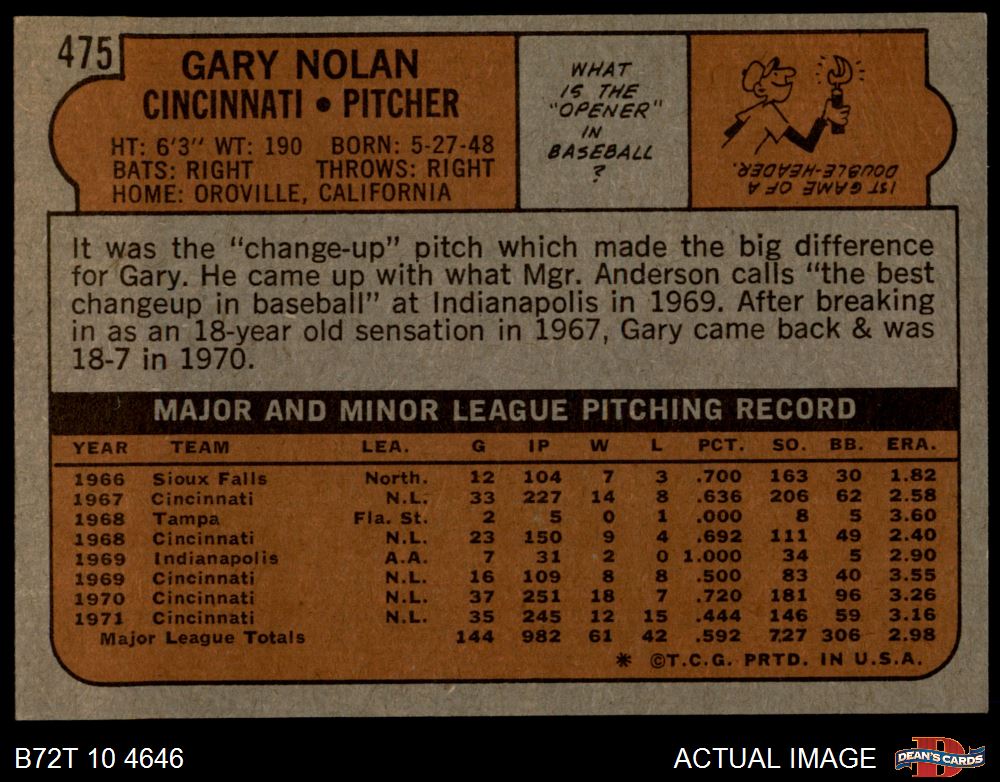 475
GARY NOLAN
CINCINNATI • PITCHER
HT: 6'3" WT: 190 BORN: 5-27-48
BATS: RIGHT THROWS: RIGHT
HOME: OROVILLE, CALIFORNIA
WHAT
IS THE
"OPENER"
IN
BASEBALL
?
1ST GAME OF A
DOUBLE-HEADER.
It was the "change-up" pitch which made the big difference
for Gary. He came up with what Mgr. Anderson calls "the best
changeup in baseball" at Indianapolis in 1969. After breaking
in as an 18-year old sensation in 1967, Gary came back & was
18-7 in 1970.
MAJOR AND MINOR LEAGUE PITCHING RECORD
YEAR TEAM LEA. G IP W L PCT. SO. BB. ERA.
1966 Sioux Falls North. 12 104 7 3 .700 163 30 1.82
1967 Cincinnati N.L. 33 227 14 8 .636 206 62 2.58
1968 Tampa Fla. St. 2 5 0 1 .000 8 5 3.60
1968 Cincinnati N.L. 23 150 9 4 .692 111 49 2.40
1969 Indianapolis A.A. 7 31 2 0 1.000 34 5 2.90
1969 Cincinnati N.L. 16 109 8 8 .500 83 40 3.55
1970 Cincinnati N.L. 37 251 18 7 .720 181 96 3.26
1971 Cincinnati N.L. 35 245 12 15 .444 146 59 3.16
Major League Totals 144 982 61 42 .592 727 306 2.98
* ©T.C.G. PRTD. IN U.S.A.
B72T 10 4646
ACTUAL IMAGE
D
DEAN'S CARDS